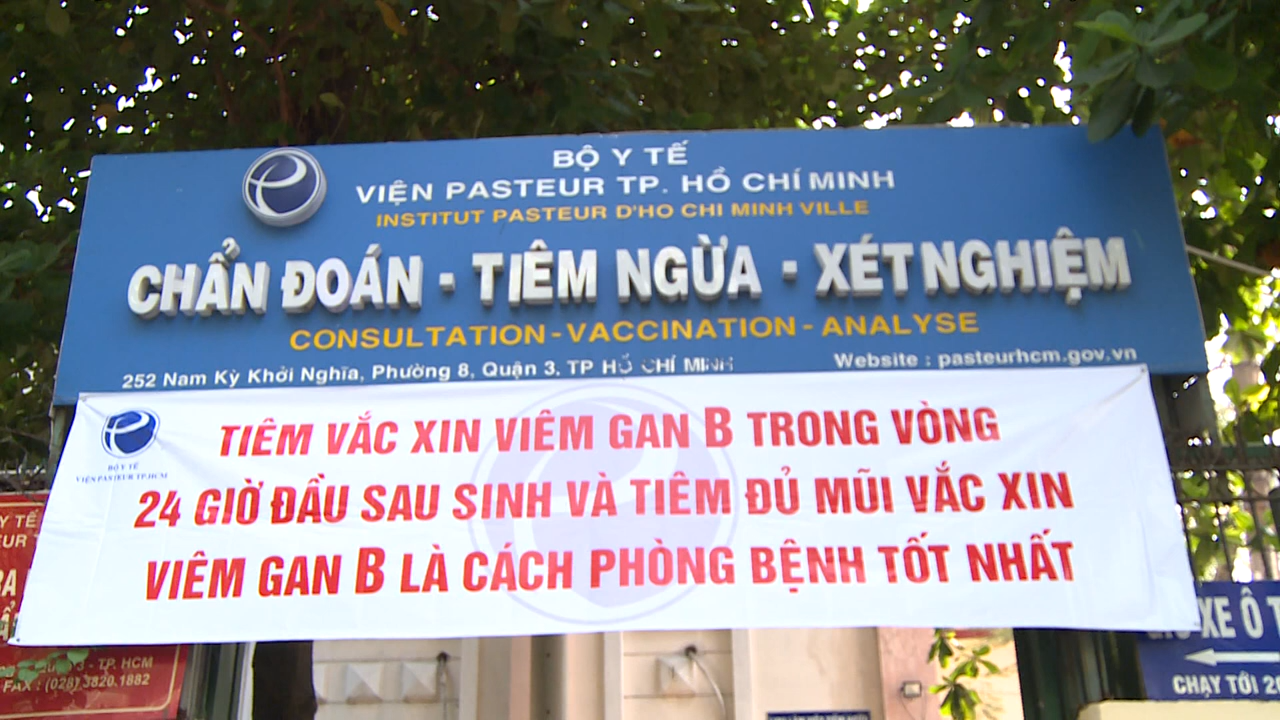 BỘ Y TẾ
VIỆN PASTEUR TP. HỒ CHÍ MINH
INSTITUT PASTEUR D'HO CHI MINH VILLE
CHẨN ĐOÁN - TIÊM NGỪA - XÉT NGHIỆM
CONSULTATION - VACCINATION - ANALYSE
252 Nam Kỳ Khởi Nghĩa, Phường 8, Quận 3, TP HỒ CHÍ MINH
Website : pasteurhcm.gov.vn
BỘ Y TẾ
VIỆN PASTEUR TP.HCM
TIÊM VẮC XIN VIÊM GAN B TRONG VÒNG
24 GIỜ ĐẦU SAU SINH VÀ TIÊM ĐỦ MŨI VẮC XIN
VIÊM GAN B LÀ CÁCH PHÒNG BỆNH TỐT NHẤT
Y TẾ
3 - TP. HCM
FAX : (028) 3820.1882
XE Ô T
CHẠY TỚI 20